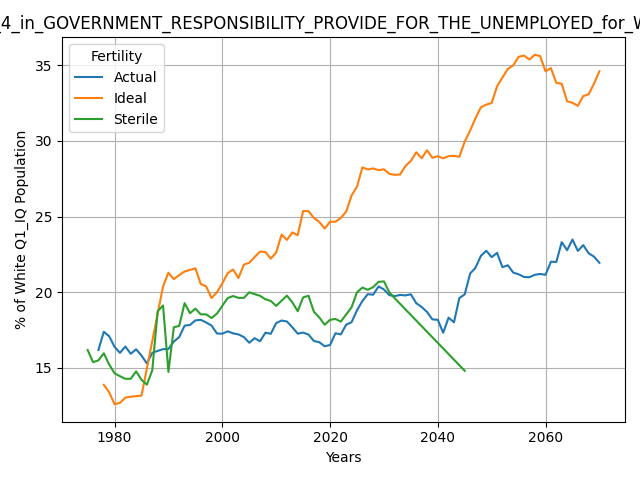 _4_in_GOVERNMENT_RESPONSIBILITY_PROVIDE_FOR_THE_UNEMPLOYED_for_W
Fertility
Actual
Ideal
Sterile
% of White Q1_IQ Population
35
30
25
20
15
1980 2000 2020 2040 2060
Years